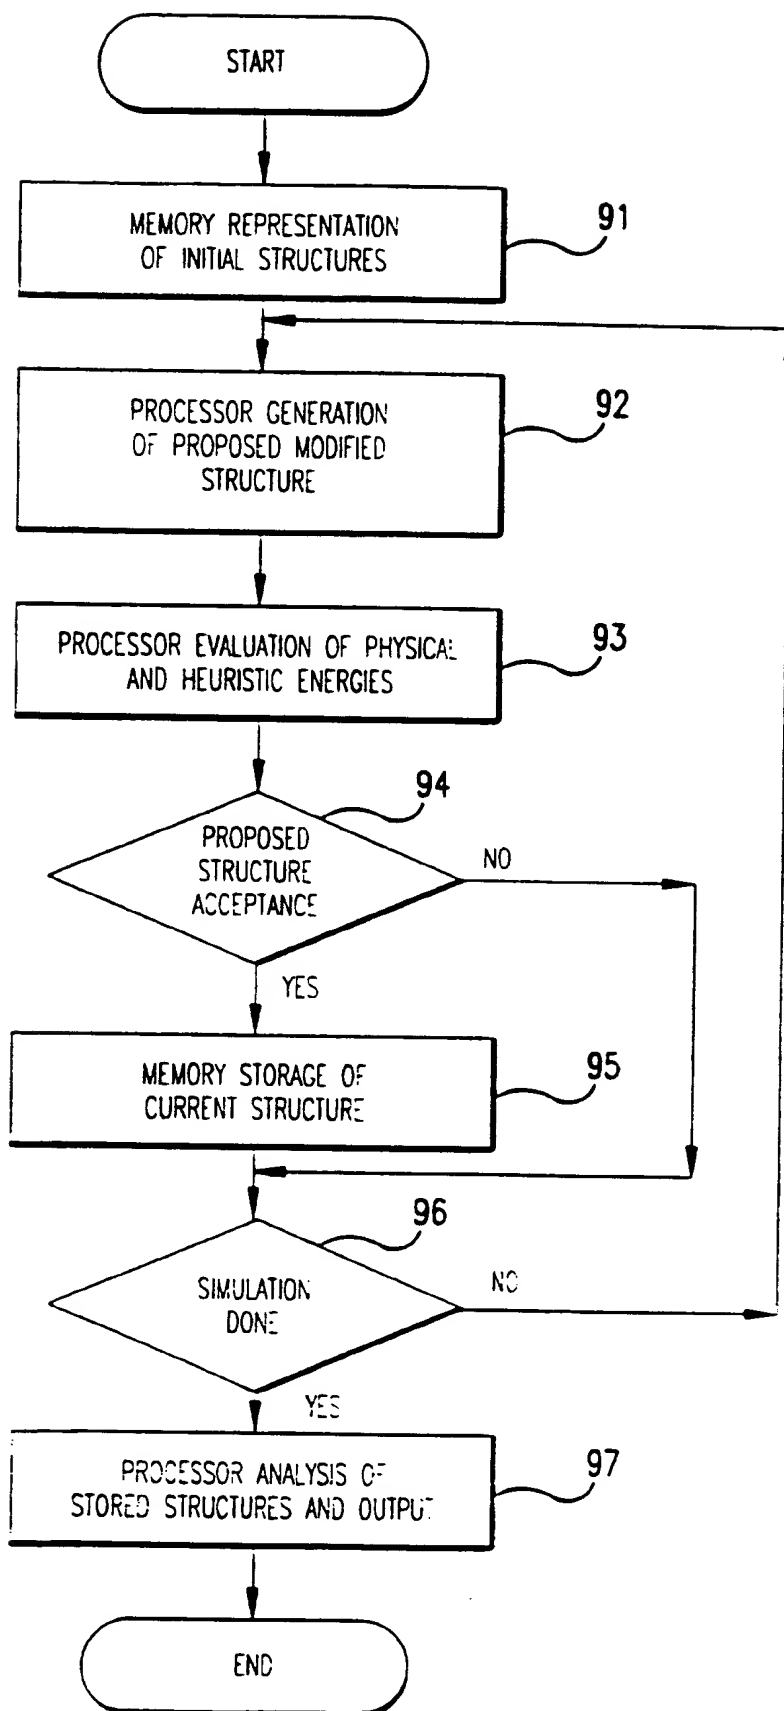 START
MEMORY REPRESENTATION
OF INITIAL STRUCTURES
91
PROCESSOR GENERATION
OF PROPOSED MODIFIED
STRUCTURE
92
PROCESSOR EVALUATION OF PHYSICAL
AND HEURISTIC ENERGIES
93
94
PROPOSED
STRUCTURE
ACCEPTANCE
NO
YES
MEMORY STORAGE OF
CURRENT STRUCTURE
95
96
SIMULATION
DONE
NO
YES
PROCESSOR ANALYSIS OF
STORED STRUCTURES AND OUTPUT
97
END